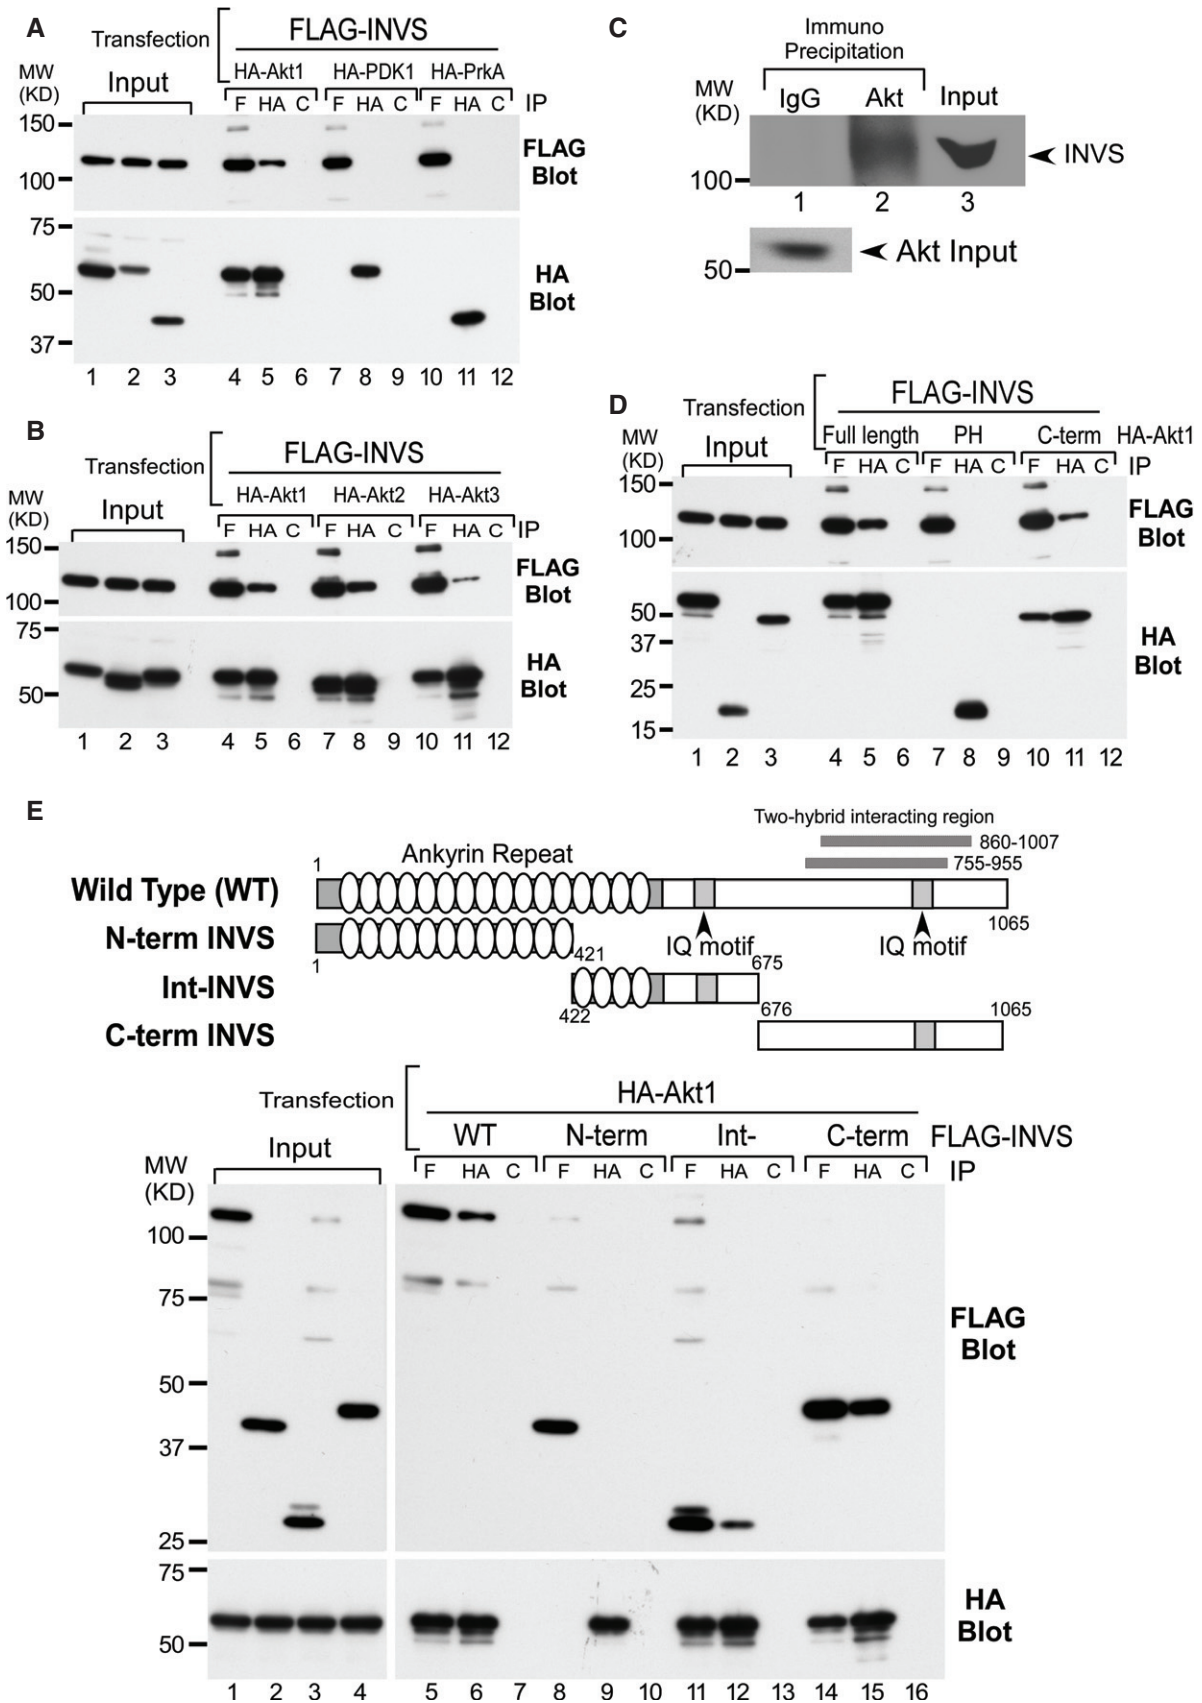 A
Transfection
FLAG-INVS
MW
(KD)
Input
HA-Akt1 HA-PDK1 HA-PrkA
F HA C F HA C F HA C IP
150
100
FLAG
Blot
75
50
37
HA
Blot
1 2 3 4 5 6 7 8 9 10 11 12
B
Transfection
FLAG-INVS
MW
(KD)
Input
HA-Akt1 HA-Akt2 HA-Akt3
F HA C F HA C F HA C IP
150
100
FLAG
Blot
75
50
HA
Blot
1 2 3 4 5 6 7 8 9 10 11 12
C
Immuno
Precipitation
MW
(KD)
IgG Akt Input
100
INVS
1 2 3
50
Akt Input
D
Transfection
FLAG-INVS
MW
(KD)
Input
Full length PH C-term HA-Akt1
F HA C F HA C F HA C IP
150
100
FLAG
Blot
50
37
25
15
HA
Blot
1 2 3 4 5 6 7 8 9 10 11 12
E
Two-hybrid interacting region
860-1007
755-955
1 Ankyrin Repeat
Wild Type (WT)
1065
N-term INVS
1 421
IQ motif IQ motif
675
Int-INVS
422
676 1065
C-term INVS
Transfection
HA-Akt1
Input
WT N-term Int- C-term FLAG-INVS
MW
(KD)
F HA C F HA C F HA C F HA C IP
100
75
50
37
25
FLAG
Blot
75
50
HA
Blot
1 2 3 4 5 6 7 8 9 10 11 12 13 14 15 16